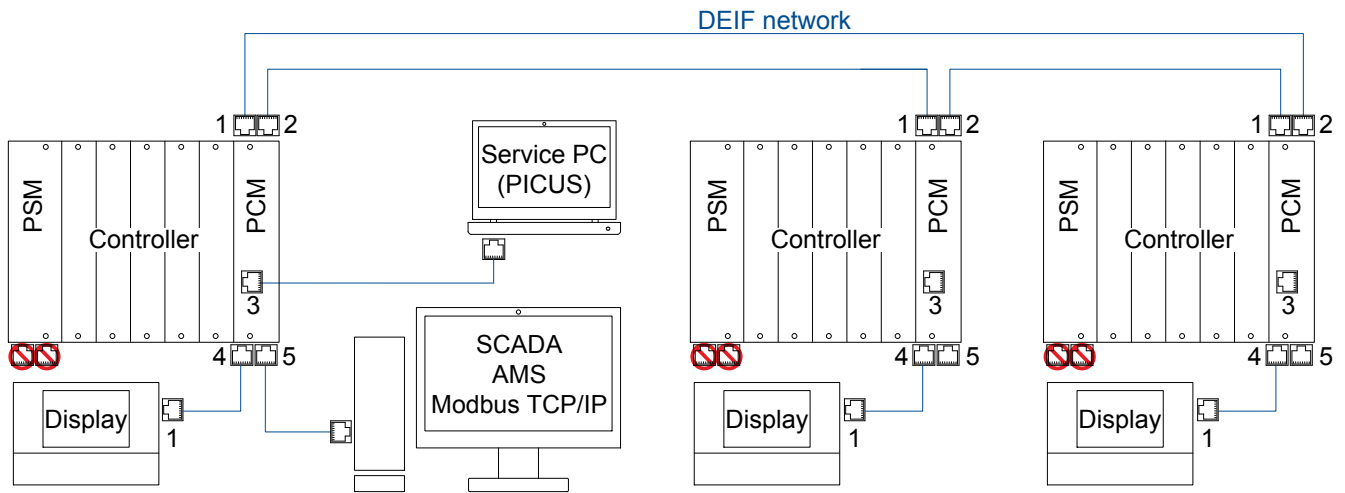 DEIF network
1 2
1 2
1 2
PSM
Controller
PCM
3
4 5
Service PC
(PICUS)
SCADA
AMS
Modbus TCP/IP
Display
1
PSM
Controller
PCM
3
4 5
Display
1
PSM
Controller
PCM
3
4 5
Display
1